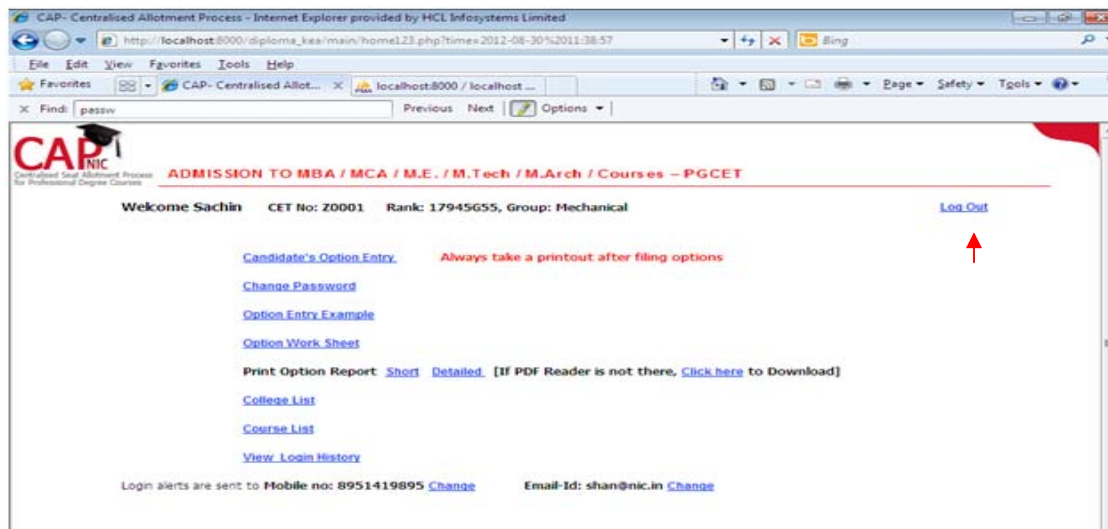 CAP- Centralised Allotment Process - Internet Explorer provided by HCL Infosystems Limited
http://localhost:8000/diploma_kea/main/home123.php?time=2012-08-30%2011:38:57
Bing
File Edit View Favorites Tools Help
Favorites CAP- Centralised Allot... localhost:8000 / localhost ... Page Safety Tools
Find: passw Previous Next Options
CAP
NIC
Centralised Seat Allotment Process
for Professional Degree Courses
ADMISSION TO MBA / MCA / M.E. / M.Tech / M.Arch / Courses – PGCET
Welcome Sachin CET No: Z0001 Rank: 17945G55, Group: Mechanical Log Out
Candidate's Option Entry Always take a printout after filing options
Change Password
Option Entry Example
Option Work Sheet
Print Option Report Short Detailed [If PDF Reader is not there, Click here to Download]
College List
Course List
View Login History
Login alerts are sent to Mobile no: 8951419895 Change Email-Id: shan@nic.in Change